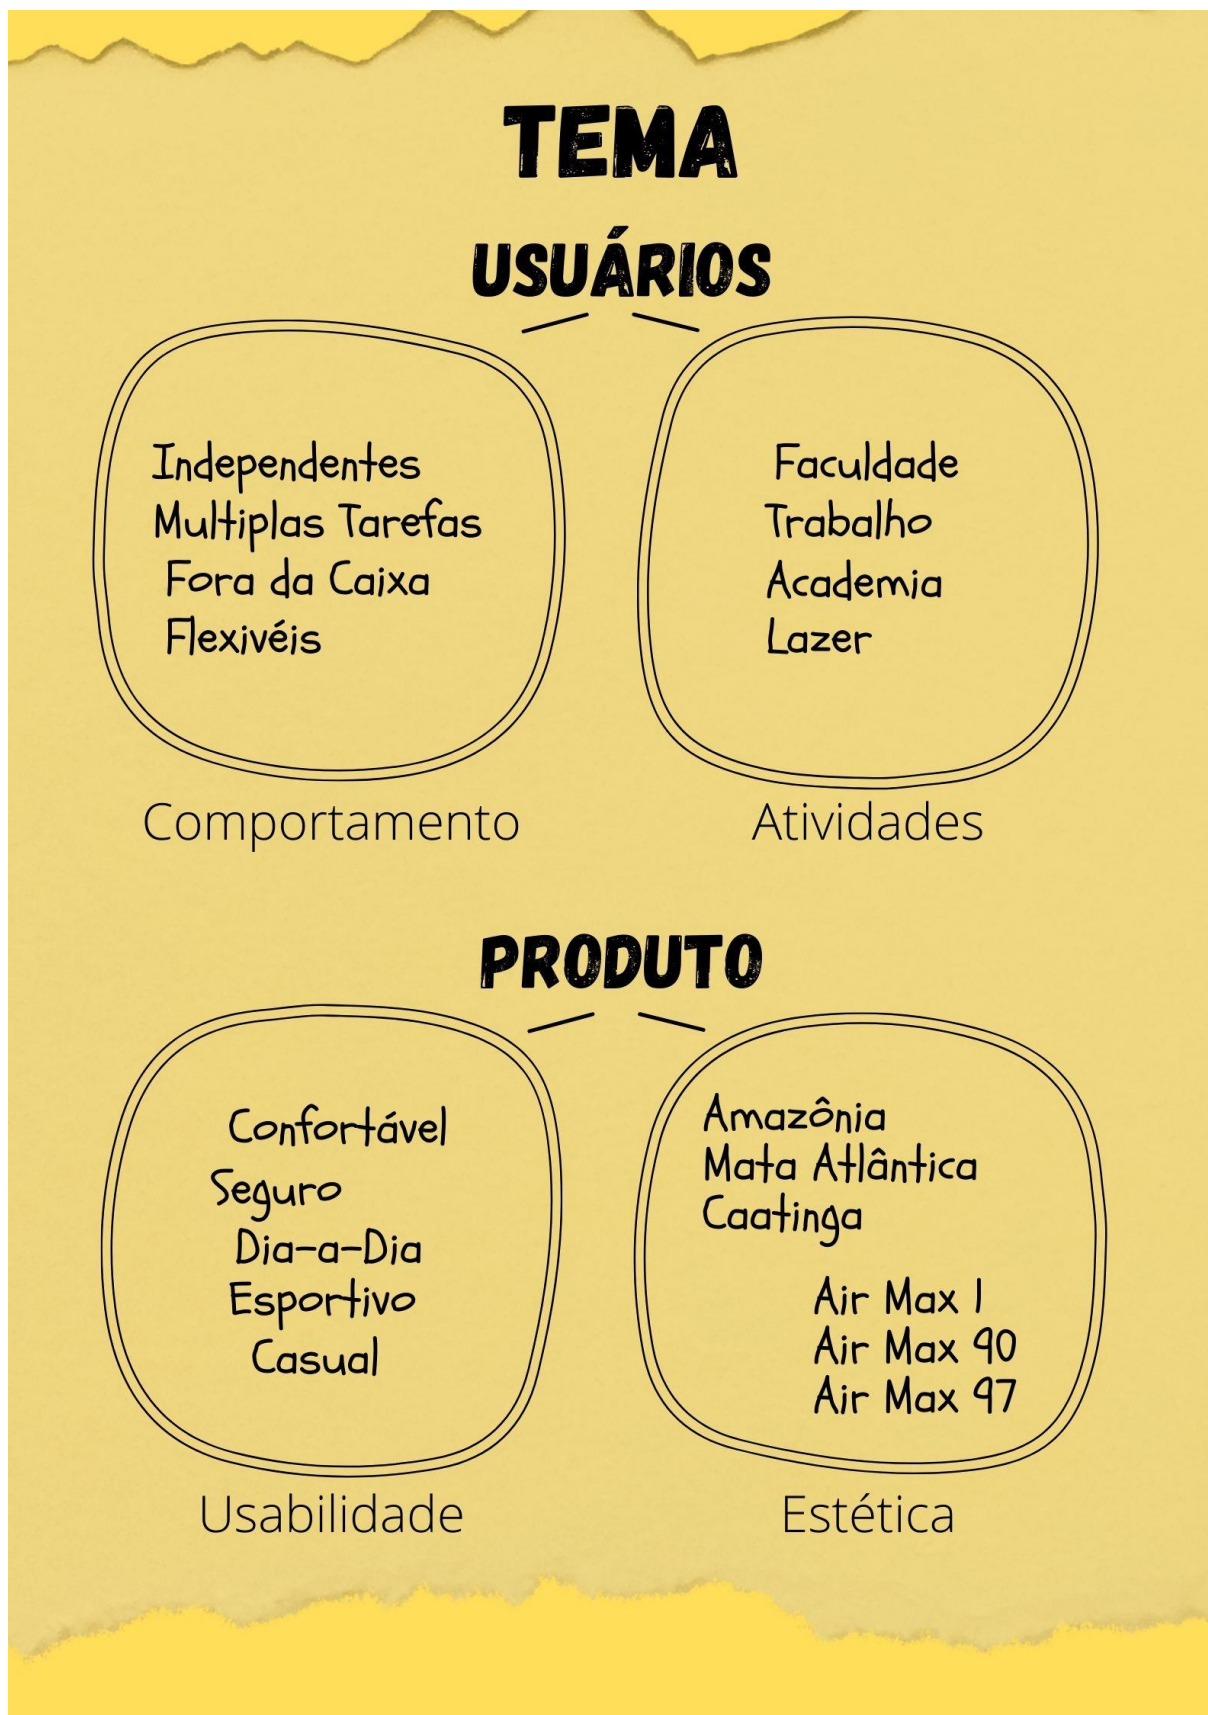 TEMA
USUÁRIOS
Independentes
Multiplas Tarefas
Fora da Caixa
Flexivéis
Comportamento
Faculdade
Trabalho
Academia
Lazer
Atividades
PRODUTO
Confortável
Seguro
Dia-a-Dia
Esportivo
Casual
Usabilidade
Amazônia
Mata Atlântica
Caatinga
Air Max 1
Air Max 90
Air Max 97
Estética